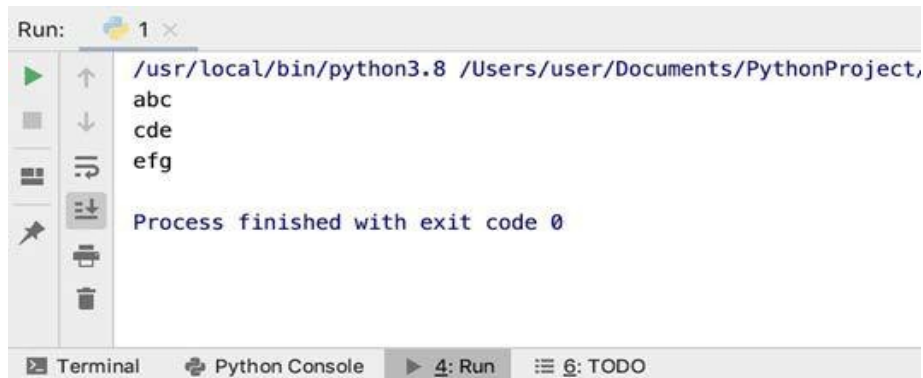 Run: 1
/usr/local/bin/python3.8 /Users/user/Documents/PythonProject/
abc
cde
efg
Process finished with exit code 0
Terminal Python Console 4: Run 6: TODO